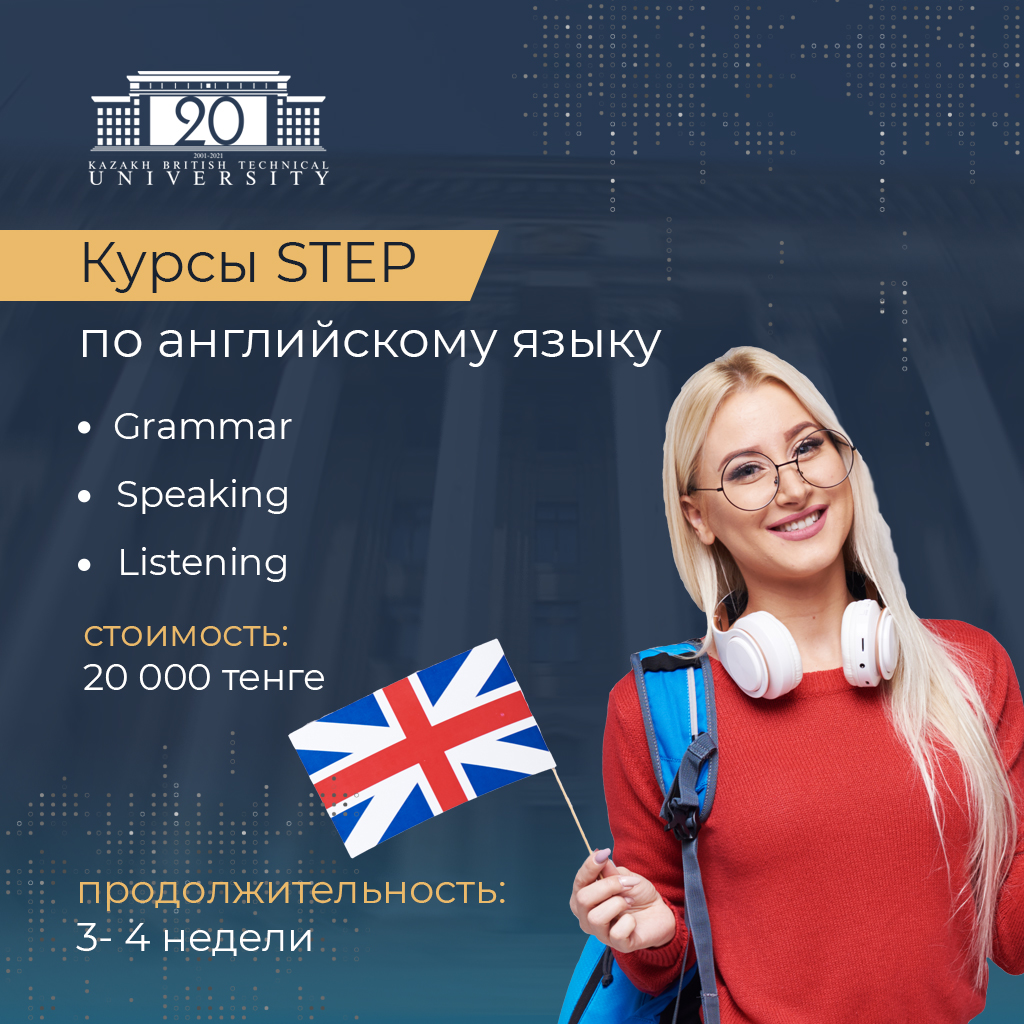 20
2001-2021
KAZAKH BRITISH TECHNICAL
UNIVERSITY
Курсы STEP
по английскому языку
• Grammar
• Speaking
• Listening
стоимость:
20 000 тенге
продолжительность:
3- 4 недели